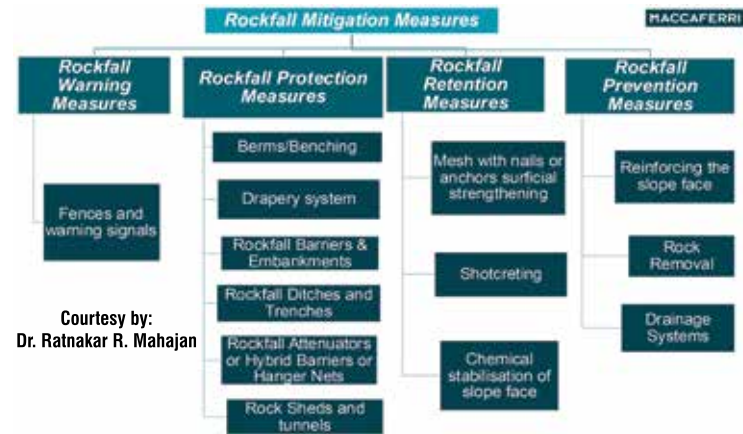 Rockfall Mitigation Measures
MACCAFERRI
Rockfall
Warning
Measures
Fences and
warning signals
Rockfall Protection
Measures
Berms/Benching
Drapery system
Rockfall Barriers &
Embankments
Rockfall Ditches and
Trenches
Rockfall Attenuators
or Hybrid Barriers or
Hanger Nets
Rock Sheds and
tunnels
Rockfall
Retention
Measures
Mesh with nails or
anchors surficial
strengthening
Shotcreting
Chemical
stabilisation of
slope face
Rockfall
Prevention
Measures
Reinforcing the
slope face
Rock
Removal
Drainage
Systems
Courtesy by:
Dr. Ratnakar R. Mahajan